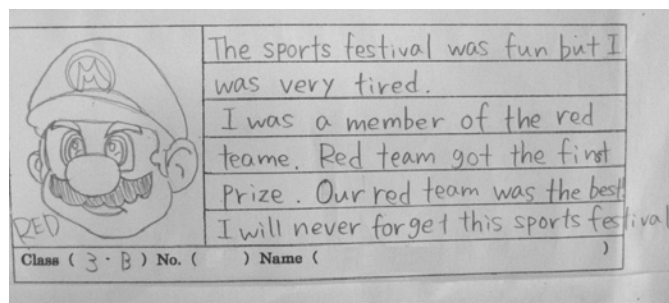 The sports festival was fun but I
was very tired.
I was a member of the red
teame. Red team got the first
prize. Our red team was the best!
I will never forget this sports festival
M
RED
Class ( 3 - B ) No. ( ) Name ( )